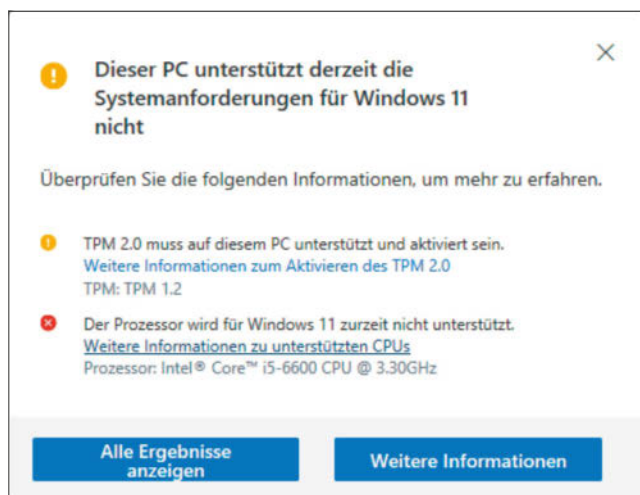 Dieser PC unterstützt derzeit die
Systemanforderungen für Windows 11
nicht
Überprüfen Sie die folgenden Informationen, um mehr zu erfahren.
TPM 2.0 muss auf diesem PC unterstützt und aktiviert sein.
Weitere Informationen zum Aktivieren des TPM 2.0
TPM: TPM 1.2
Der Prozessor wird für Windows 11 zurzeit nicht unterstützt.
Weitere Informationen zu unterstützten CPUs
Prozessor: Intel® Core™ i5-6600 CPU @ 3.30GHz
Alle Ergebnisse
anzeigen
Weitere Informationen